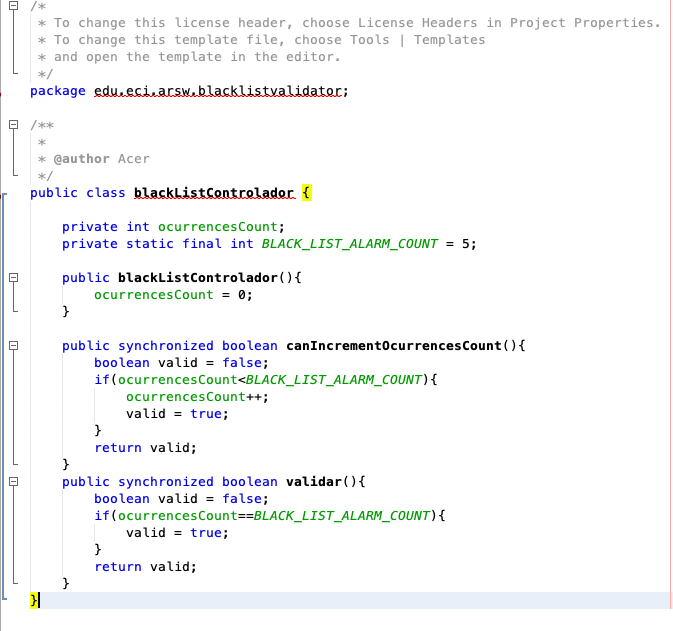 /*
 * To change this license header, choose License Headers in Project Properties.
 * To change this template file, choose Tools | Templates
 * and open the template in the editor.
 */
package edu.eci.arsw.blacklistvalidator;

/**
 *
 * @author Acer
 */
public class blackListControlador {

    private int ocurrencesCount;
    private static final int BLACK_LIST_ALARM_COUNT = 5;

    public blackListControlador(){
        ocurrencesCount = 0;
    }

    public synchronized boolean canIncrementOcurrencesCount(){
        boolean valid = false;
        if(ocurrencesCount<BLACK_LIST_ALARM_COUNT){
            ocurrencesCount++;
            valid = true;
        }
        return valid;
    }
    public synchronized boolean validar(){
        boolean valid = false;
        if(ocurrencesCount==BLACK_LIST_ALARM_COUNT){
            valid = true;
        }
        return valid;
    }
}